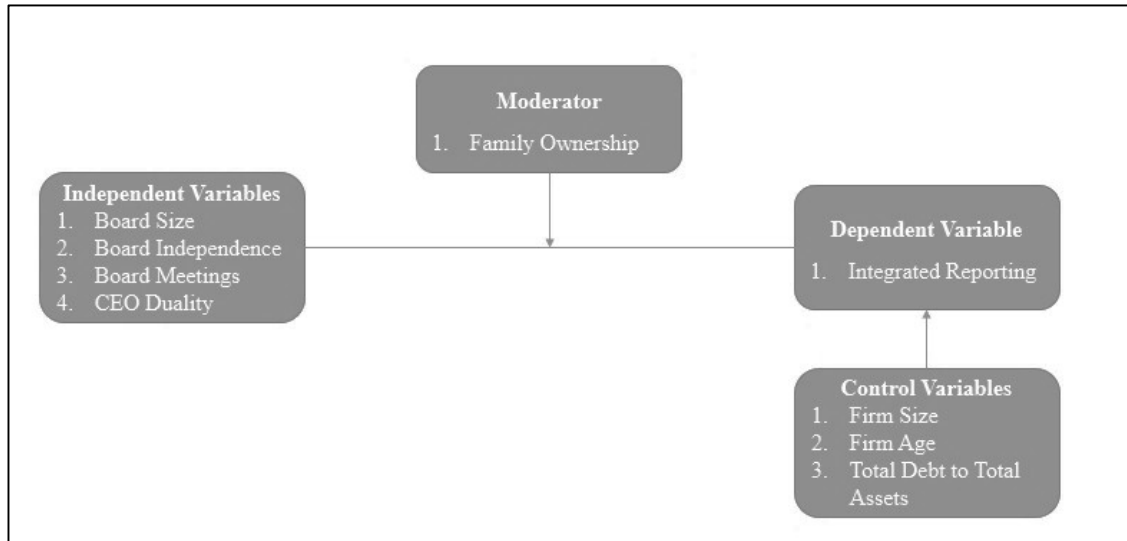 Moderator
1. Family Ownership
Independent Variables
1. Board Size
2. Board Independence
3. Board Meetings
4. CEO Duality
Dependent Variable
1. Integrated Reporting
Control Variables
1. Firm Size
2. Firm Age
3. Total Debt to Total
Assets